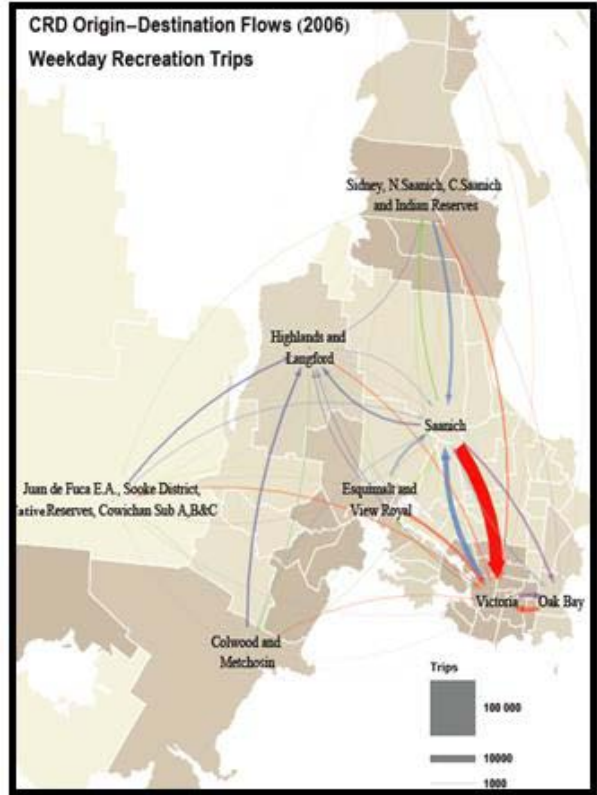 CRD Origin–Destination Flows (2006)
Weekday Recreation Trips
Sidney, N.Saanich, C.Saanich
and Indian Reserves
Highlands and
Langford
Saanich
Juan de Fuca E.A., Sooke District,
ative Reserves, Cowichan Sub A,B&C
Esquimalt and
View Royal
Victoria
Oak Bay
Colwood and
Metchosin
Trips
100 000
10000
1000